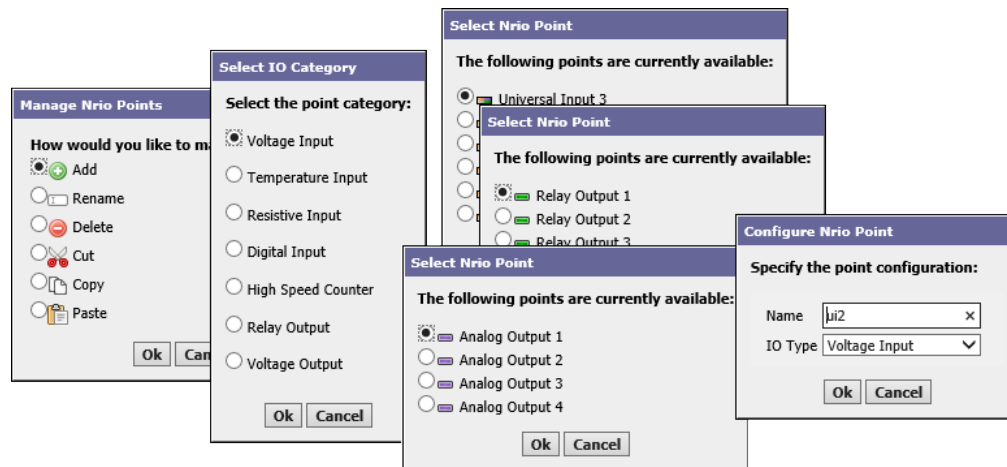 Manage Nrio Points
How would you like to
Add
Rename
Delete
Cut
Copy
Paste
Ok
Select IO Category
Select the point category:
Voltage Input
Temperature Input
Resistive Input
Digital Input
High Speed Counter
Relay Output
Voltage Output
Ok Cancel
Select Nrio Point
The following points are currently available:
Universal Input 3
Select Nrio Point
The following points are currently available:
Relay Output 1
Relay Output 2
Relay Output 3
Select Nrio Point
The following points are currently available:
Analog Output 1
Analog Output 2
Analog Output 3
Analog Output 4
Ok Cancel
Configure Nrio Point
Specify the point configuration:
Name ui2
IO Type Voltage Input
Ok Cancel